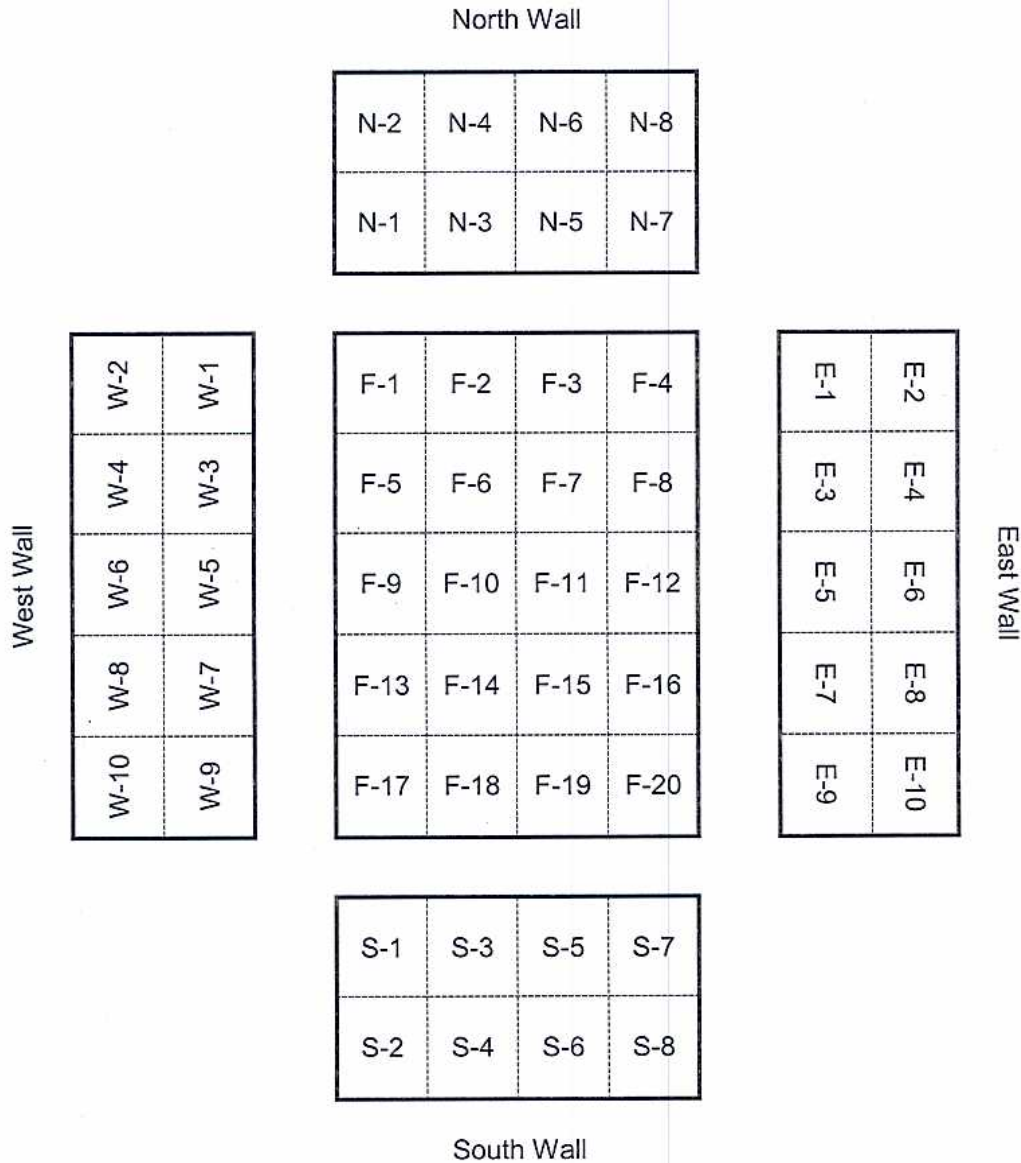 North Wall
N-2 N-4 N-6 N-8
N-1 N-3 N-5 N-7
West Wall
W-2 W-1
W-4 W-3
W-6 W-5
W-8 W-7
W-10 W-9
F-1 F-2 F-3 F-4
F-5 F-6 F-7 F-8
F-9 F-10 F-11 F-12
F-13 F-14 F-15 F-16
F-17 F-18 F-19 F-20
E-1 E-2
E-3 E-4
E-5 E-6
E-7 E-8
E-9 E-10
East Wall
S-1 S-3 S-5 S-7
S-2 S-4 S-6 S-8
South Wall